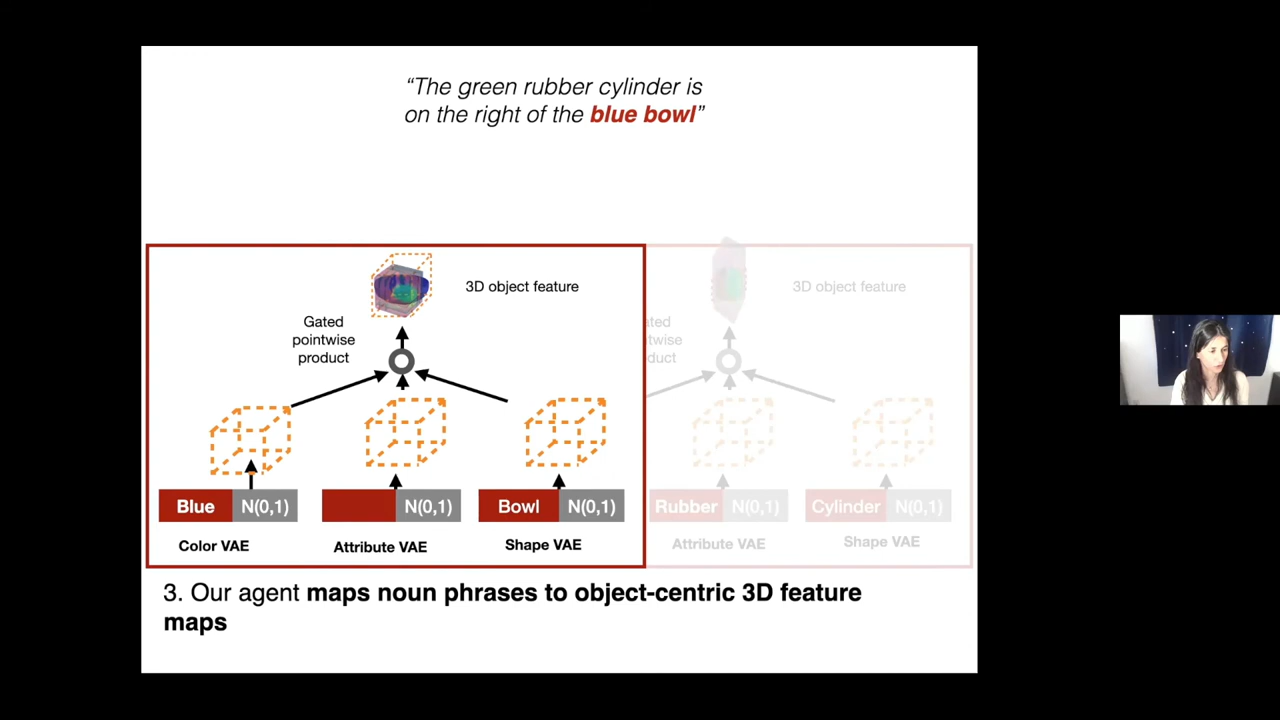 “The green rubber cylinder is
on the right of the blue bowl”
3D object feature
Gated
pointwise
product
Blue N(0,1)
N(0,1)
Bowl N(0,1)
Color VAE
Attribute VAE
Shape VAE
3D object feature
ated
twise
duct
Rubber N(0,1)
Cylinder N(0,1)
Attribute VAE
Shape VAE
3. Our agent maps noun phrases to object-centric 3D feature
maps